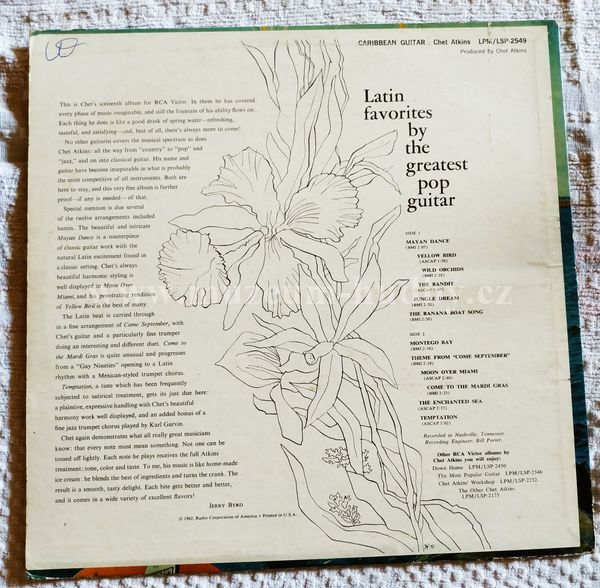 CARIBBEAN GUITAR Chet Atkins LPM/LSP-2549
Produced by Chet Atkins
Latin
favorites
by
the
greatest
pop
guitar
This is Chet's sixteenth album for RCA Victor. In them he has covered
every phase of music imaginable, and still the fountain of his ability flows on.
Each thing he does is like a good drink of spring water—refreshing,
tasteful, and satisfying—and, best of all, there's always more to come!
No other guitarist covers the musical spectrum as does
Chet Atkins: all the way from "country" to "pop" and
"jazz," and on into classical guitar. His name and
guitar have become inseparable in what is probably
the most competitive of all instruments. Both are
here to stay, and this very fine album is further
proof—if any is needed—of that.
Special mention is due several
of the twelve arrangements included
herein. The beautiful and intricate
Mayan Dance is a masterpiece
of classic guitar work with the
natural Latin excitement found in
a classic setting. Chet's always
beautiful harmonic styling is
well displayed in Moon Over
Miami, and his penetrating rendition
of Yellow Bird is the best of many.
The Latin beat is carried through
in a fine arrangement of Come September, with
Chet's guitar and a particularly fine trumpet
doing an interesting and different duet. Come to
the Mardi Gras is quite unusual and progresses
from a "Gay Nineties" opening to a Latin
rhythm with a Mexican-styled trumpet chorus.
Temptation, a tune which has been frequently
subjected to satirical treatment, gets its just due here:
a plaintive, expressive handling with Chet's beautiful
harmony work well displayed, and an added bonus of a
fine jazz trumpet chorus played by Karl Garvin.
Chet again demonstrates what all really great musicians
know: that every note must mean something. Not one can be
tossed off lightly. Each note he plays receives the full Atkins
treatment: tone, color and taste. To me, his music is like home-made
ice cream: he blends the best of ingredients and turns the crank. The
result is a smooth, tasty delight. Each bite gets better and better,
and it comes in a wide variety of excellent flavors!
JERRY BYRD
© 1962, Radio Corporation of America • Printed in U.S.A.
SIDE 1
MAYAN DANCE
(BMI 2:07)
YELLOW BIRD
WILD ORCHIDS
THE BANDIT
JUNGLE DREAM
THE BANANA BOAT SONG
SIDE 2
MONTEGO BAY
THEME FROM "COME SEPTEMBER"
MOON OVER MIAMI
(ASCAP 2:40)
COME TO THE MARDI GRAS
THE ENCHANTED SEA
TEMPTATION
(ASCAP 3:02)
Recorded in Nashville, Tennessee.
Recording Engineer: Bill Porter.
Other RCA Victor albums by
Chet Atkins you will enjoy:
Down Home LPM/LSP-2450
The Most Popular Guitar LPM/LSP-2346
Chet Atkins' Workshop LPM/LSP-2232
The Other Chet Atkins
LPM/LSP-2175